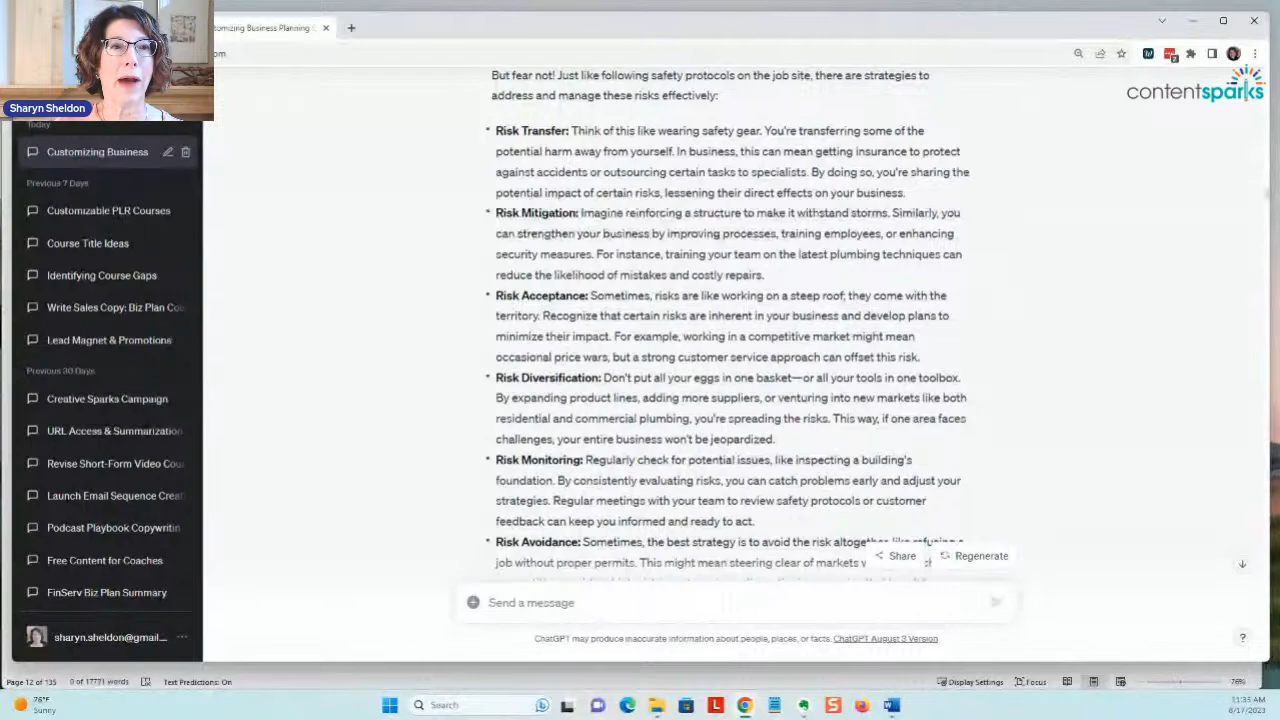 Customizing Business Planning
om
Sharyn Sheldon
contentsparks
Today
Customizing Business
Previous 7 Days
Customizable PLR Courses
Course Title Ideas
Identifying Course Gaps
Write Sales Copy: Biz Plan Cou
Lead Magnet & Promotions
Previous 30 Days
Creative Sparks Campaign
URL Access & Summarization
Revise Short-Form Video Cou
Launch Email Sequence Creat
Podcast Playbook Copywritin
Free Content for Coaches
FinServ Biz Plan Summary
sharyn.sheldon@gmail...
But fear not! Just like following safety protocols on the job site, there are strategies to
address and manage these risks effectively:
Risk Transfer: Think of this like wearing safety gear. You're transferring some of the
potential harm away from yourself. In business, this can mean getting insurance to protect
against accidents or outsourcing certain tasks to specialists. By doing so, you're sharing the
potential impact of certain risks, lessening their direct effects on your business.
Risk Mitigation: Imagine reinforcing a structure to make it withstand storms. Similarly, you
can strengthen your business by improving processes, training employees, or enhancing
security measures. For instance, training your team on the latest plumbing techniques can
reduce the likelihood of mistakes and costly repairs.
Risk Acceptance: Sometimes, risks are like working on a steep roof; they come with the
territory. Recognize that certain risks are inherent in your business and develop plans to
minimize their impact. For example, working in a competitive market might mean
occasional price wars, but a strong customer service approach can offset this risk.
Risk Diversification: Don't put all your eggs in one basket—or all your tools in one toolbox.
By expanding product lines, adding more suppliers, or venturing into new markets like both
residential and commercial plumbing, you're spreading the risks. This way, if one area faces
challenges, your entire business won't be jeopardized.
Risk Monitoring: Regularly check for potential issues, like inspecting a building's
foundation. By consistently evaluating risks, you can catch problems early and adjust your
strategies. Regular meetings with your team to review safety protocols or customer
feedback can keep you informed and ready to act.
Risk Avoidance: Sometimes, the best strategy is to avoid the risk altogether, like refusing a
job without proper permits. This might mean steering clear of markets
Share
Regenerate
Send a message
ChatGPT may produce inaccurate information about people, places, or facts. ChatGPT August 3 Version
?
Page 12 of 135
0 of 17771 words
Text Predictions: On
Display Settings
Focus
76%
76°F
Sunny
Search
11:35 AM
8/17/2023